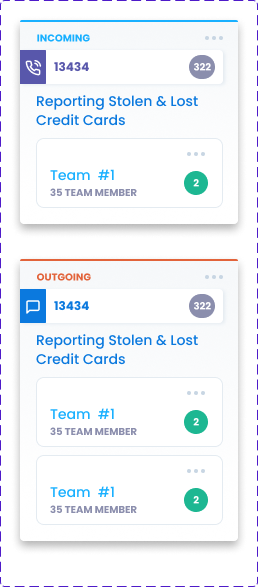 INCOMING
13434 322
Reporting Stolen & Lost
Credit Cards
Team #1
35 TEAM MEMBER
2
OUTGOING
13434 322
Reporting Stolen & Lost
Credit Cards
Team #1
35 TEAM MEMBER
2
Team #1
35 TEAM MEMBER
2